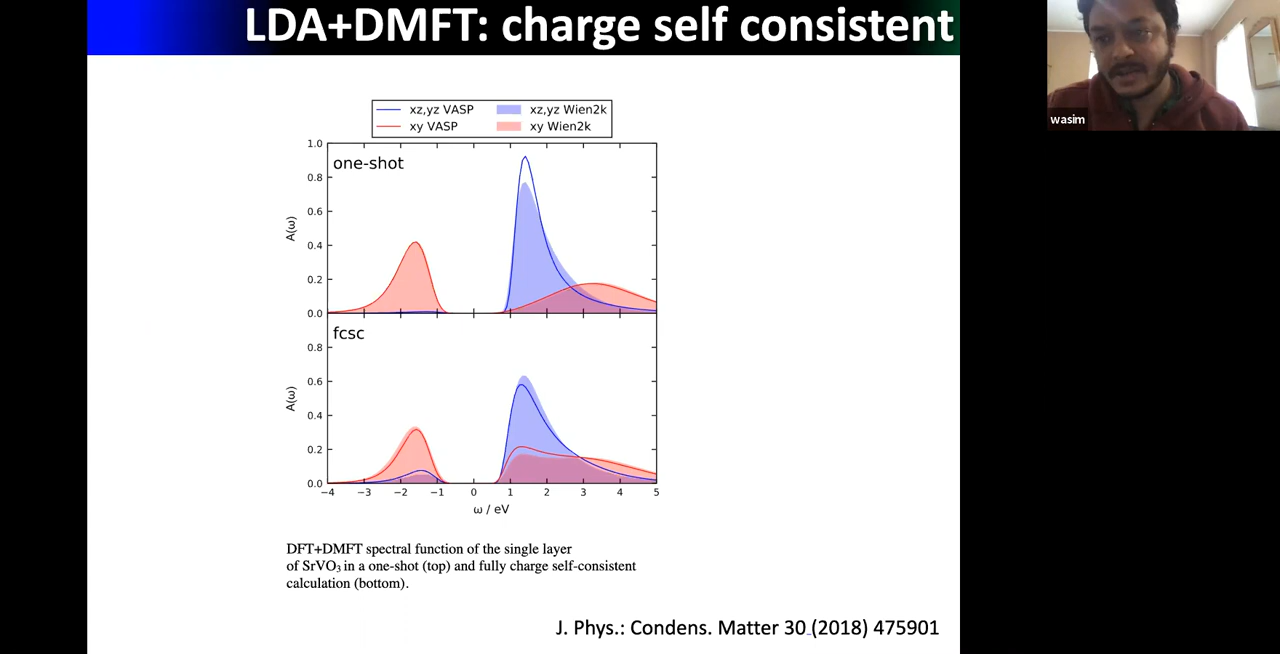 LDA+DMFT: charge self consistent
wasim
xz,yz VASP
xz,yz Wien2k
xy VASP
xy Wien2k
one-shot
1.0
0.8
0.6
0.4
0.2
0.0
A(ω)
fcsc
0.8
0.6
0.4
0.2
0.0
A(ω)
−4 −3 −2 −1 0 1 2 3 4 5
ω / eV
DFT+DMFT spectral function of the single layer
of SrVO₃ in a one-shot (top) and fully charge self-consistent
calculation (bottom).
J. Phys.: Condens. Matter 30 (2018) 475901